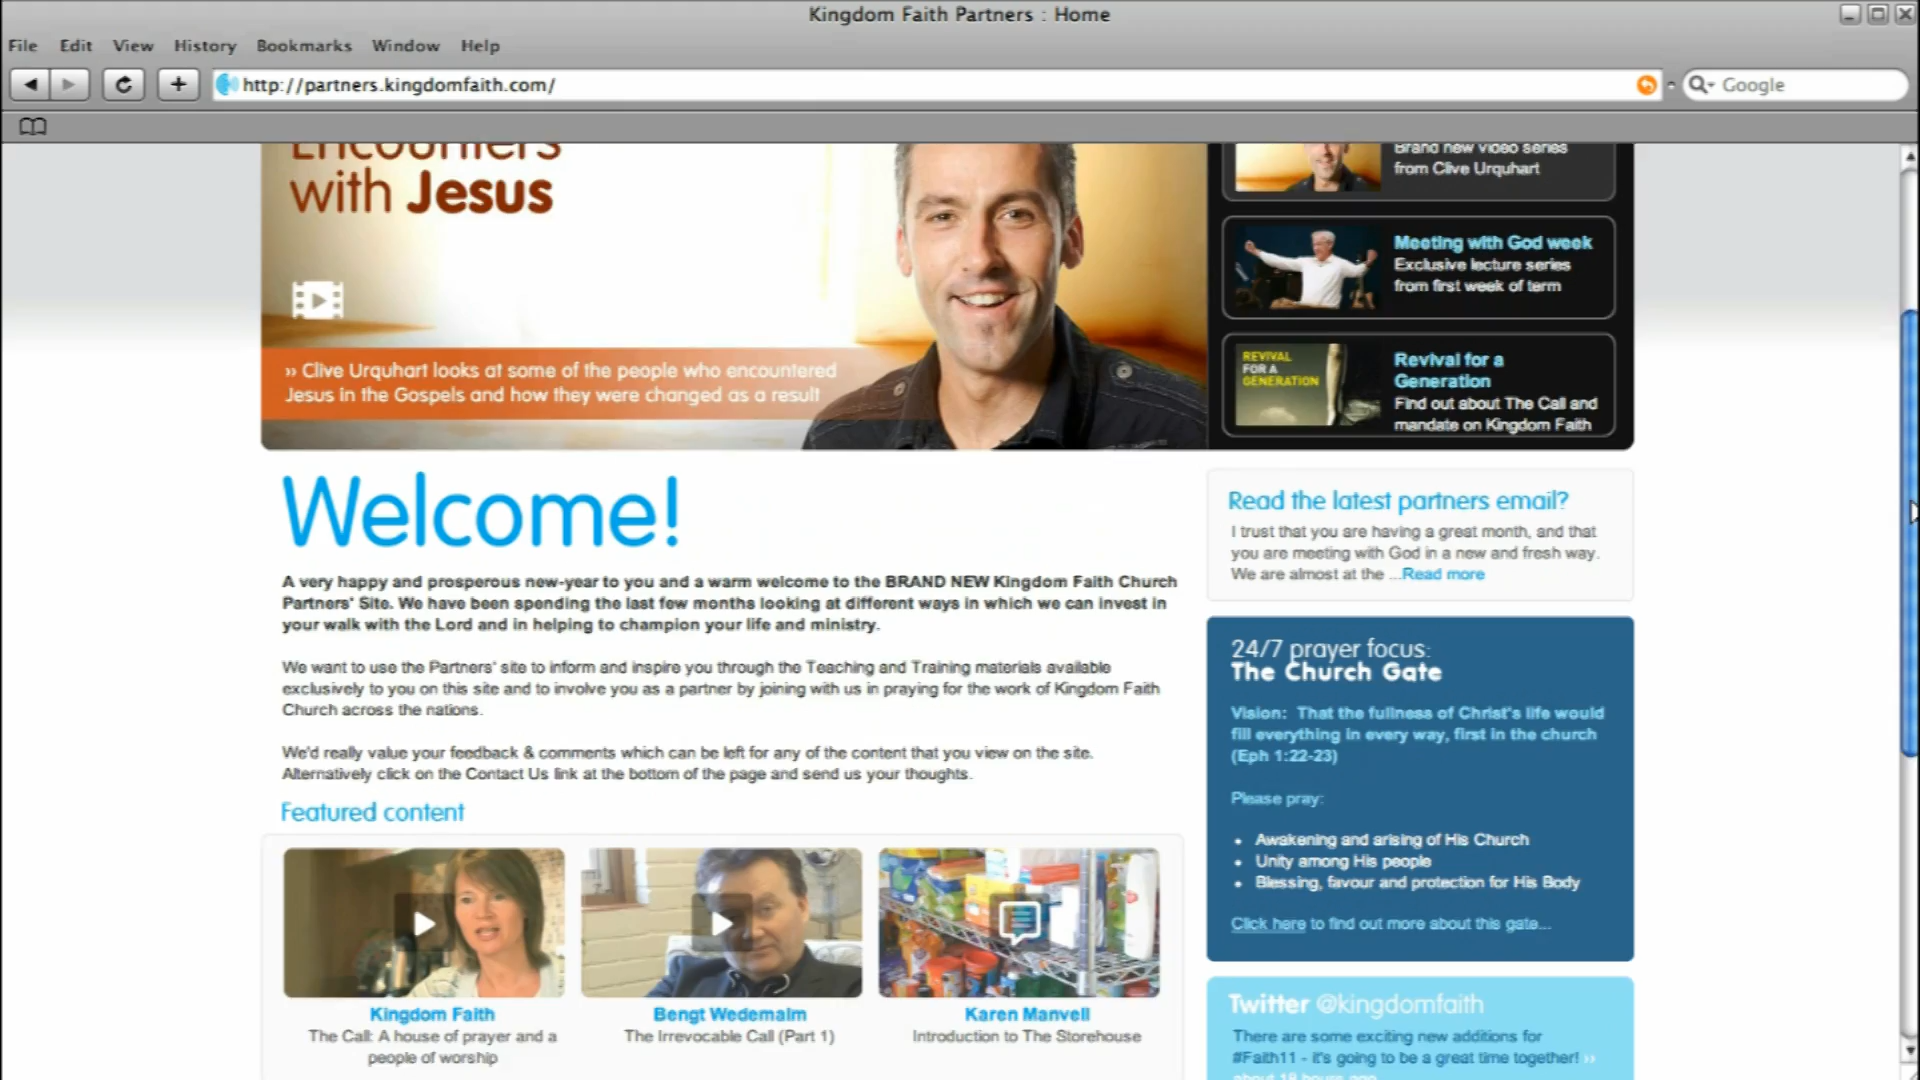 Kingdom Faith Partners : Home
File Edit View History Bookmarks Window Help
http://partners.kingdomfaith.com/
Google
Encounters
with Jesus
›› Clive Urquhart looks at some of the people who encountered
Jesus in the Gospels and how they were changed as a result
Brand new video series
from Clive Urquhart
Meeting with God week
Exclusive lecture series
from first week of term
REVIVAL
FOR A
GENERATION
Revival for a
Generation
Find out about The Call and
mandate on Kingdom Faith
Welcome!
A very happy and prosperous new-year to you and a warm welcome to the BRAND NEW Kingdom Faith Church
Partners' Site. We have been spending the last few months looking at different ways in which we can invest in
your walk with the Lord and in helping to champion your life and ministry.
We want to use the Partners' site to inform and inspire you through the Teaching and Training materials available
exclusively to you on this site and to involve you as a partner by joining with us in praying for the work of Kingdom Faith
Church across the nations.
We'd really value your feedback & comments which can be left for any of the content that you view on the site.
Alternatively click on the Contact Us link at the bottom of the page and send us your thoughts.
Featured content
Kingdom Faith
The Call: A house of prayer and a
people of worship
Bengt Wedemalm
The Irrevocable Call (Part 1)
Karen Manvell
Introduction to The Storehouse
Read the latest partners email?
I trust that you are having a great month, and that
you are meeting with God in a new and fresh way.
We are almost at the ...Read more
24/7 prayer focus:
The Church Gate
Vision: That the fullness of Christ's life would
fill everything in every way, first in the church
(Eph 1:22-23)
Please pray:
• Awakening and arising of His Church
• Unity among His people
• Blessing, favour and protection for His Body
Click here to find out more about this gate...
Twitter @kingdomfaith
There are some exciting new additions for
#Faith11 - it's going to be a great time together! ››
about 18 hours ago